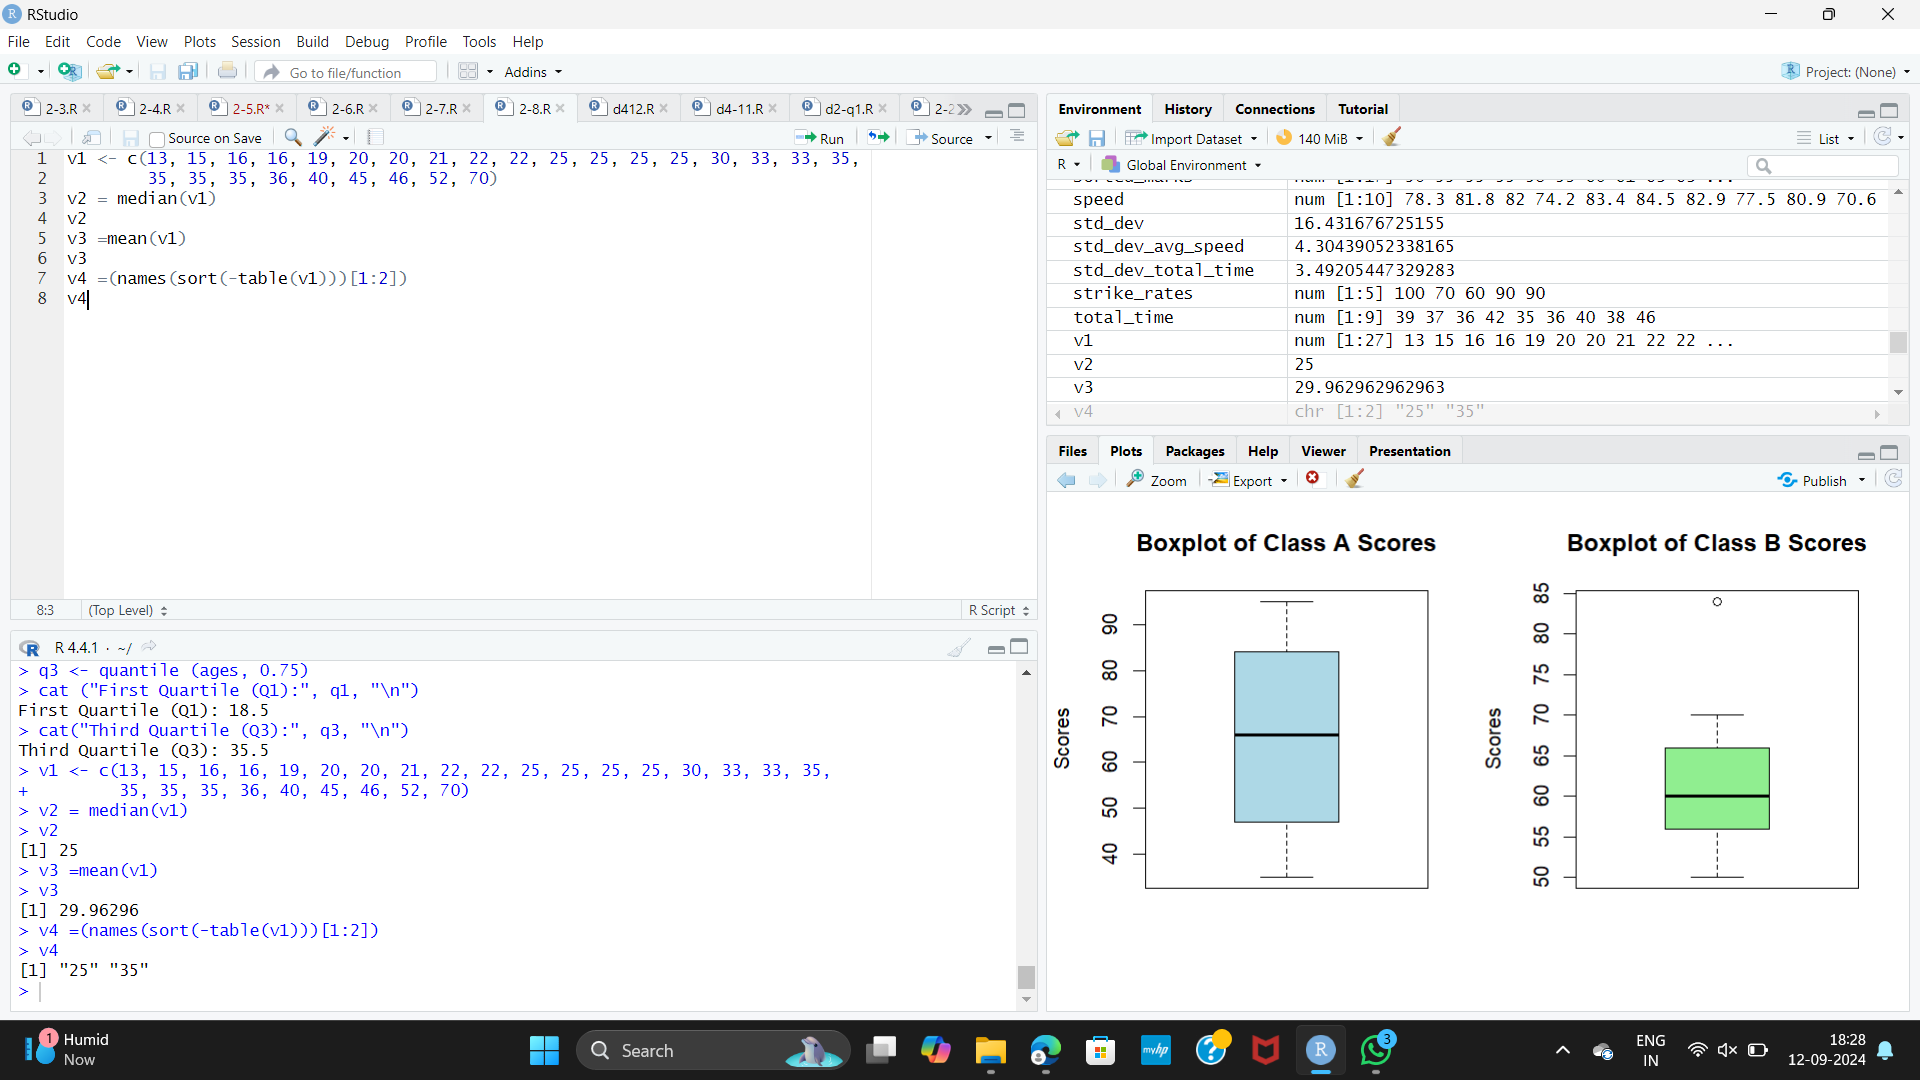 RStudio
File Edit Code View Plots Session Build Debug Profile Tools Help
Go to file/function Addins Project: (None)
2-3.R 2-4.R 2-5.R* 2-6.R 2-7.R 2-8.R d412.R d4-11.R d2-q1.R
Source on Save Run Source
1 v1 <- c(13, 15, 16, 16, 19, 20, 20, 21, 22, 22, 25, 25, 25, 25, 30, 33, 33, 35,
2 35, 35, 35, 36, 40, 45, 46, 52, 70)
3 v2 = median(v1)
4 v2
5 v3 =mean(v1)
6 v3
7 v4 =(names(sort(-table(v1)))[1:2])
8 v4
8:3 (Top Level) R Script
R 4.4.1 · ~/
> q3 <- quantile (ages, 0.75)
> cat ("First Quartile (Q1):", q1, "\n")
First Quartile (Q1): 18.5
> cat("Third Quartile (Q3):", q3, "\n")
Third Quartile (Q3): 35.5
> v1 <- c(13, 15, 16, 16, 19, 20, 20, 21, 22, 22, 25, 25, 25, 25, 30, 33, 33, 35,
+ 35, 35, 35, 36, 40, 45, 46, 52, 70)
> v2 = median(v1)
> v2
[1] 25
> v3 =mean(v1)
> v3
[1] 29.96296
> v4 =(names(sort(-table(v1)))[1:2])
> v4
[1] "25" "35"
>
Environment History Connections Tutorial
Import Dataset 140 MiB List
R Global Environment
speed num [1:10] 78.3 81.8 82 74.2 83.4 84.5 82.9 77.5 80.9 70.6
std_dev 16.431676725155
std_dev_avg_speed 4.30439052338165
std_dev_total_time 3.49205447329283
strike_rates num [1:5] 100 70 60 90 90
total_time num [1:9] 39 37 36 42 35 36 40 38 46
v1 num [1:27] 13 15 16 16 19 20 20 21 22 22 ...
v2 25
v3 29.962962962963
v4 chr [1:2] "25" "35"
Files Plots Packages Help Viewer Presentation
Zoom Export Publish
Boxplot of Class A Scores
Scores
40 50 60 70 80 90
Boxplot of Class B Scores
Scores
50 55 60 65 70 75 80 85
1 Humid
Now
Search
myhp
R
3
ENG
IN
18:28
12-09-2024